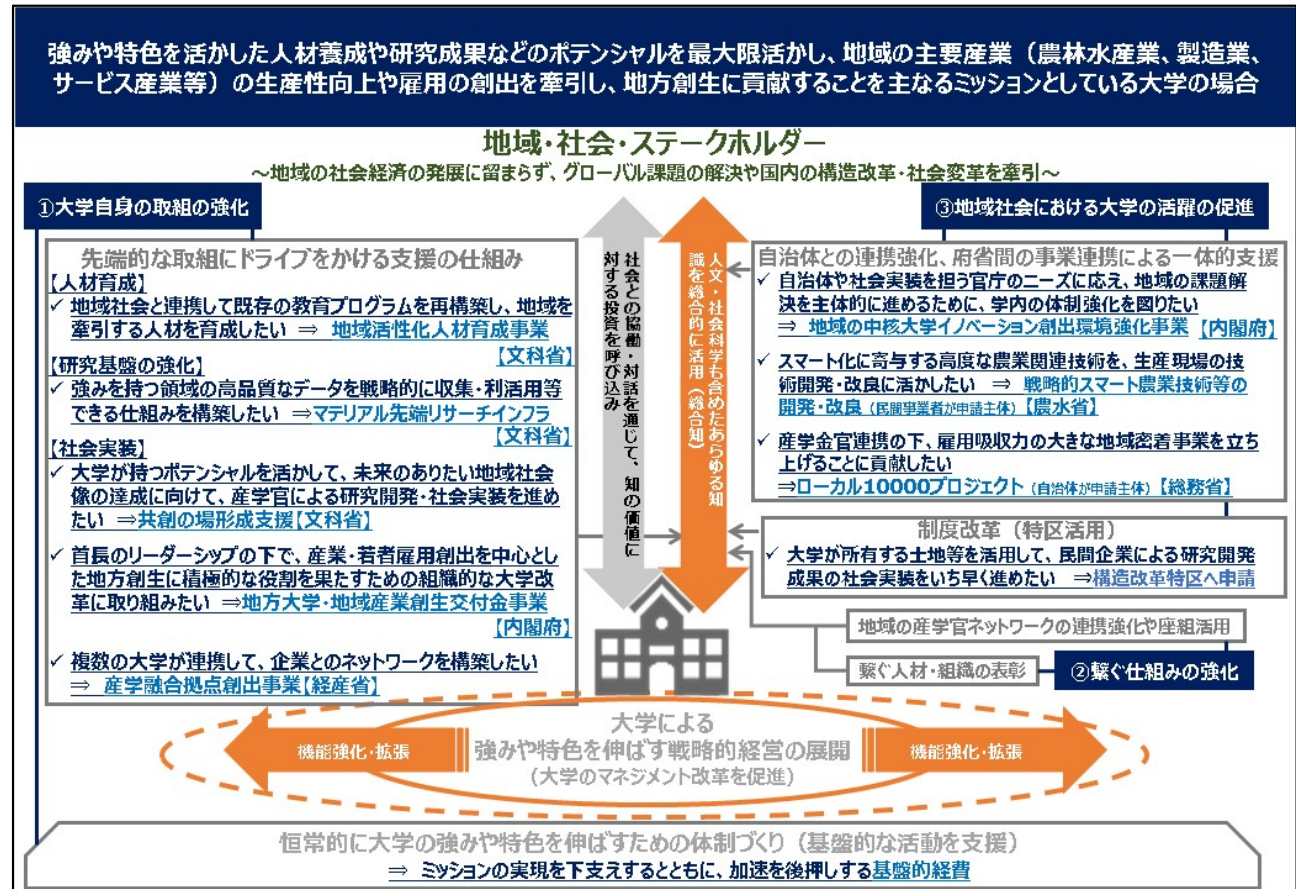 強みや特色を活かした人材養成や研究成果などのポテンシャルを最大限活かし、地域の主要産業（農林水産業、製造業、
サービス産業等）の生産性向上や雇用の創出を牽引し、地方創生に貢献することを主なミッションとしている大学の場合
地域・社会・ステークホルダー
～地域の社会経済の発展に留まらず、グローバル課題の解決や国内の構造改革・社会変革を牽引～
①大学自身の取組の強化
先端的な取組にドライブをかける支援の仕組み
【人材育成】
✓ 地域社会と連携して既存の教育プログラムを再構築し、地域を
牽引する人材を育成したい ⇒ 地域活性化人材育成事業
【文科省】
【研究基盤の強化】
✓ 強みを持つ領域の高品質なデータを戦略的に収集・利活用等
できる仕組みを構築したい ⇒マテリアル先端リサーチインフラ
【文科省】
【社会実装】
✓ 大学が持つポテンシャルを活かして、未来のありたい地域社会
像の達成に向けて、産学官による研究開発・社会実装を進め
たい ⇒共創の場形成支援【文科省】
✓ 首長のリーダーシップの下で、産業・若者雇用創出を中心とし
た地方創生に積極的な役割を果たすための組織的な大学改
革に取り組みたい ⇒地方大学・地域産業創生交付金事業
【内閣府】
✓ 複数の大学が連携して、企業とのネットワークを構築したい
⇒ 産学融合拠点創出事業【経産省】
社会との協働・対話を通じて、知の価値に
対する投資を呼び込み
人文・社会科学も含めたあらゆる知
識を総合的に活用（総合知）
③地域社会における大学の活躍の促進
自治体との連携強化、府省間の事業連携による一体的支援
✓ 自治体や社会実装を担う官庁のニーズに応え、地域の課題解
決を主体的に進めるために、学内の体制強化を図りたい
⇒ 地域の中核大学イノベーション創出環境強化事業 【内閣府】
✓ スマート化に寄与する高度な農業関連技術を、生産現場の技
術開発・改良に活かしたい ⇒ 戦略的スマート農業技術等の
開発・改良（民間事業者が申請主体）【農水省】
✓ 産学金官連携の下、雇用吸収力の大きな地域密着事業を立ち
上げることに貢献したい
⇒ローカル10000プロジェクト（自治体が申請主体）【総務省】
制度改革（特区活用）
✓ 大学が所有する土地等を活用して、民間企業による研究開発
成果の社会実装をいち早く進めたい ⇒構造改革特区へ申請
地域の産学官ネットワークの連携強化や座組活用
繋ぐ人材・組織の表彰
②繋ぐ仕組みの強化
大学による
強みや特色を伸ばす戦略的経営の展開
（大学のマネジメント改革を促進）
機能強化・拡張
機能強化・拡張
恒常的に大学の強みや特色を伸ばすための体制づくり（基盤的な活動を支援）
⇒ ミッションの実現を下支えするとともに、加速を後押しする基盤的経費